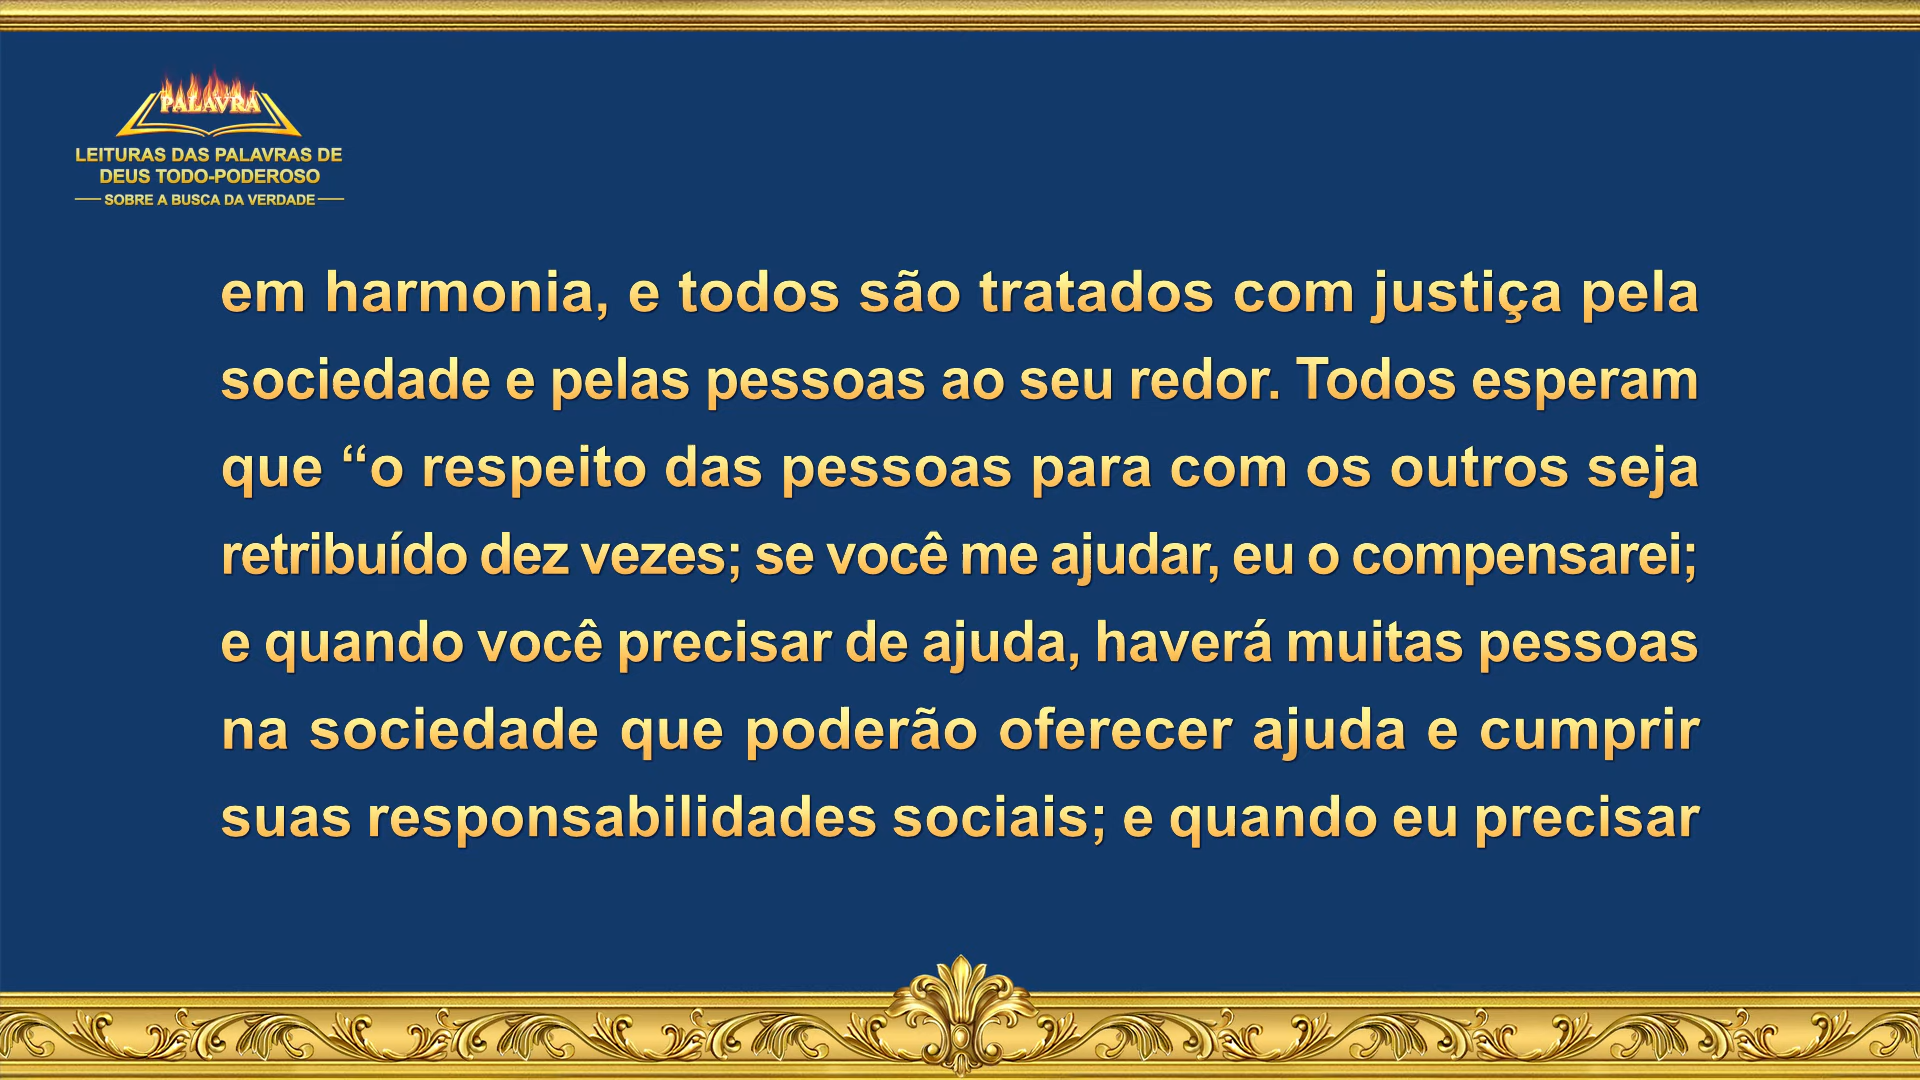 PALAVRA
LEITURAS DAS PALAVRAS DE
DEUS TODO-PODEROSO
SOBRE A BUSCA DA VERDADE
em harmonia, e todos são tratados com justiça pela
sociedade e pelas pessoas ao seu redor. Todos esperam
que “o respeito das pessoas para com os outros seja
retribuído dez vezes; se você me ajudar, eu o compensarei;
e quando você precisar de ajuda, haverá muitas pessoas
na sociedade que poderão oferecer ajuda e cumprir
suas responsabilidades sociais; e quando eu precisar